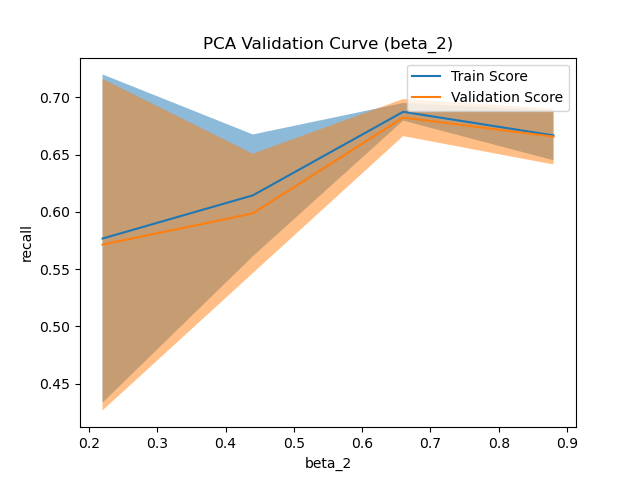 PCA Validation Curve (beta_2)
Train Score
Validation Score
recall
0.70
0.65
0.60
0.55
0.50
0.45
0.2 0.3 0.4 0.5 0.6 0.7 0.8 0.9
beta_2